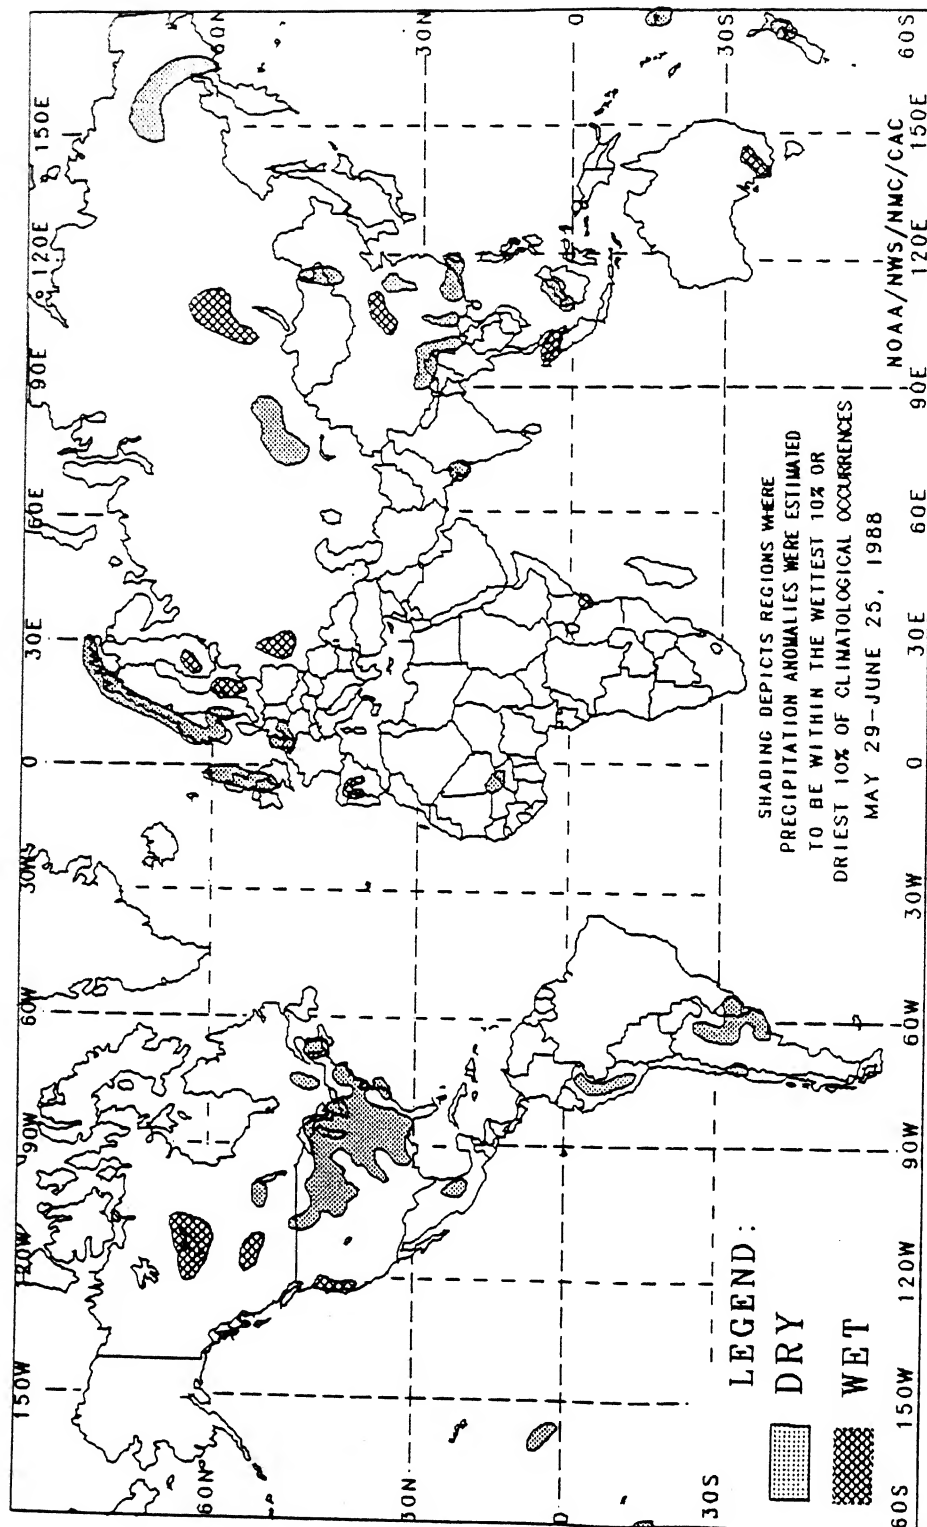 150W
120W
90W
60W
30W
0
30E
60E
90E
120E
150E
60N
60N
30N
30N
0
0
30S
30S
60S
60S
150W
120W
90W
60W
30W
0
30E
60E
90E
120E
150E
NOAA/NWS/NMC/CAC
LEGEND:
DRY
WET
SHADING DEPICTS REGIONS WHERE
PRECIPITATION ANOMALIES WERE ESTIMATED
TO BE WITHIN THE WETTEST 10% OR
DRIEST 10% OF CLIMATOLOGICAL OCCURRENCES
MAY 29-JUNE 25, 1988